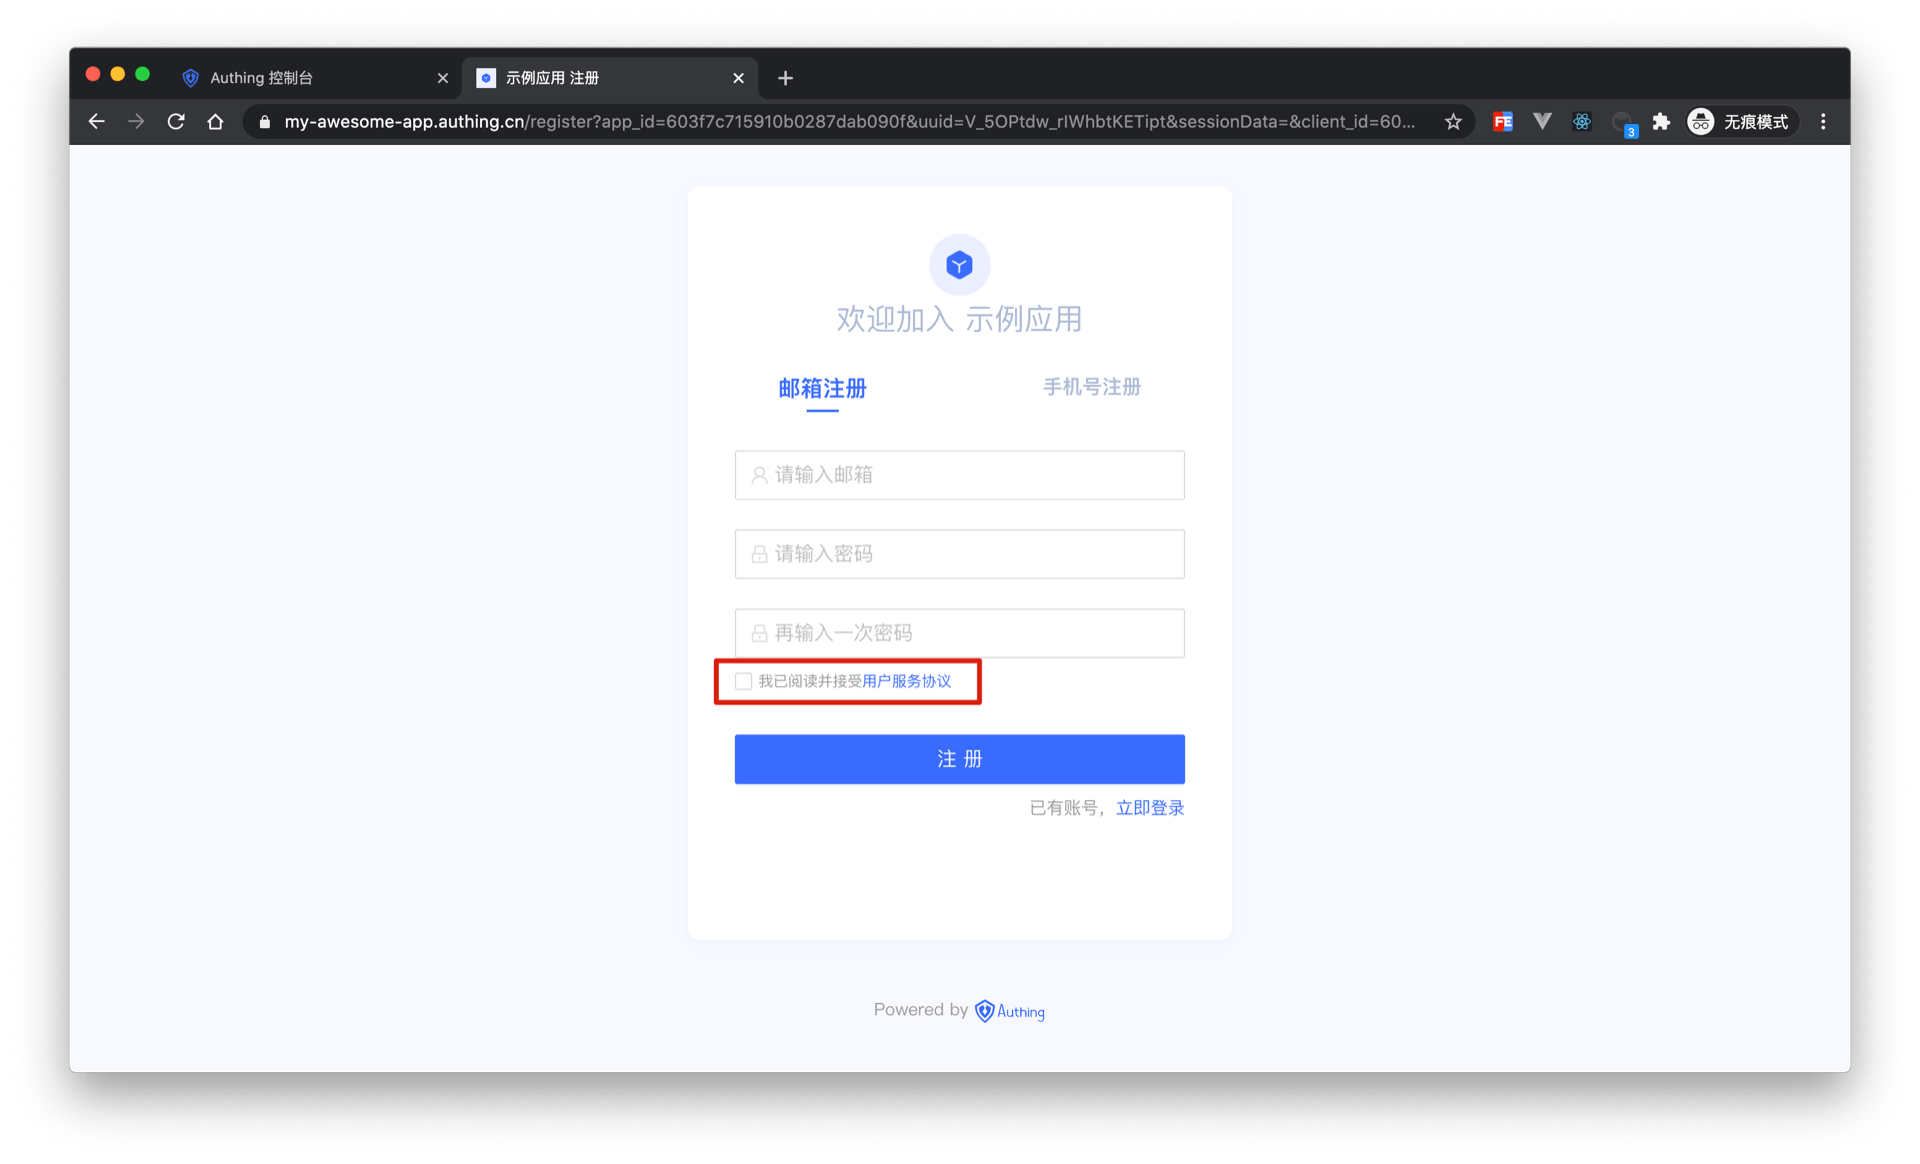 Authing 控制台
示例应用 注册
my-awesome-app.authing.cn/register?app_id=603f7c715910b0287dab090f&uuid=V_5OPtdw_rIWhbtKETipt&sessionData=&client_id=60...
FE
3
无痕模式
欢迎加入 示例应用
邮箱注册
手机号注册
请输入邮箱
请输入密码
再输入一次密码
我已阅读并接受用户服务协议
注 册
已有账号，立即登录
Powered by Authing